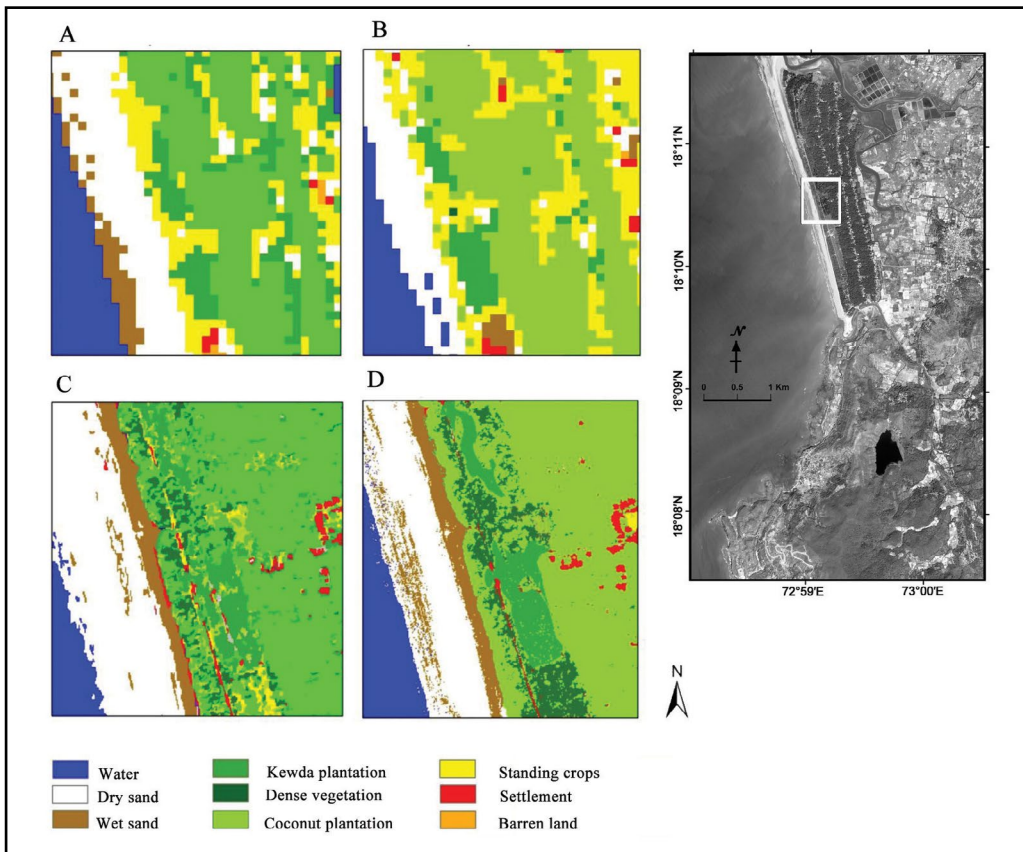 A
B
18°11'N
18°10'N
18°09'N
18°08'N
N
0 0.5 1 Km
72°59'E
73°00'E
C
D
N
Water
Dry sand
Wet sand
Kewda plantation
Dense vegetation
Coconut plantation
Standing crops
Settlement
Barren land